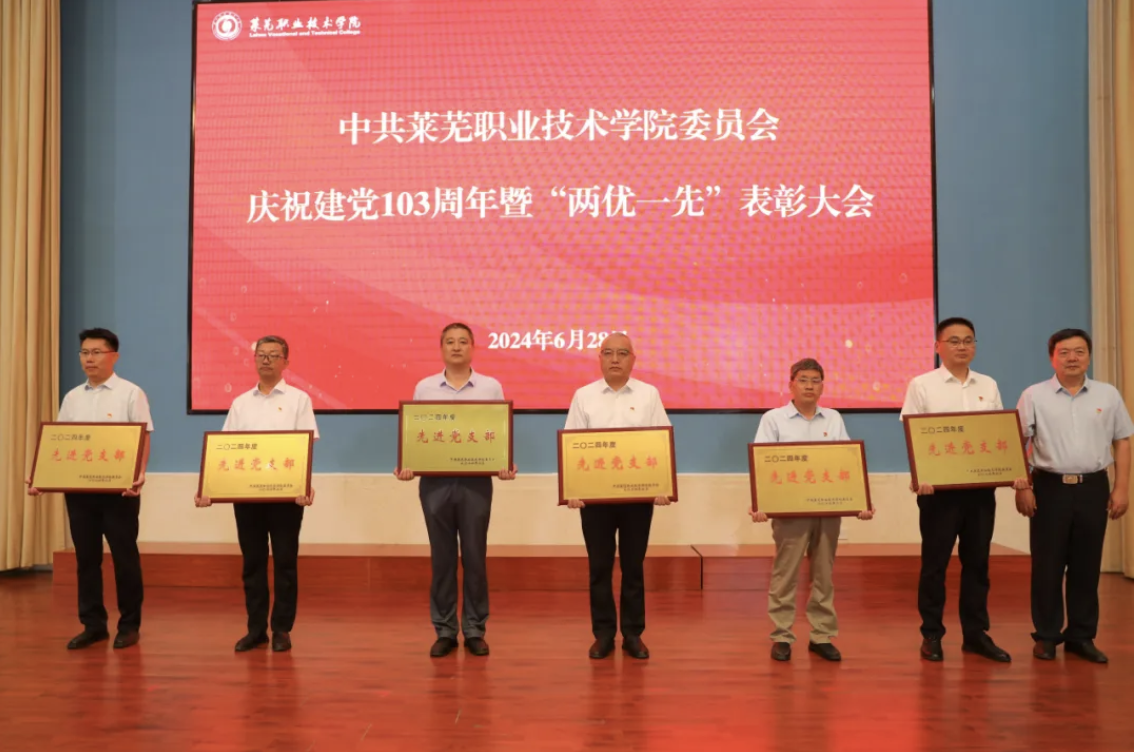 莱芜职业技术学院
Laiwu Vocational and Technical College
中共莱芜职业技术学院委员会
庆祝建党103周年暨“两优一先”表彰大会
2024年6月28日
二〇二四年度
先进党支部
二〇二四年度
先进党支部
二〇二四年度
先进党支部
二〇二四年度
先进党支部
二〇二四年度
先进党支部
二〇二四年度
先进党支部